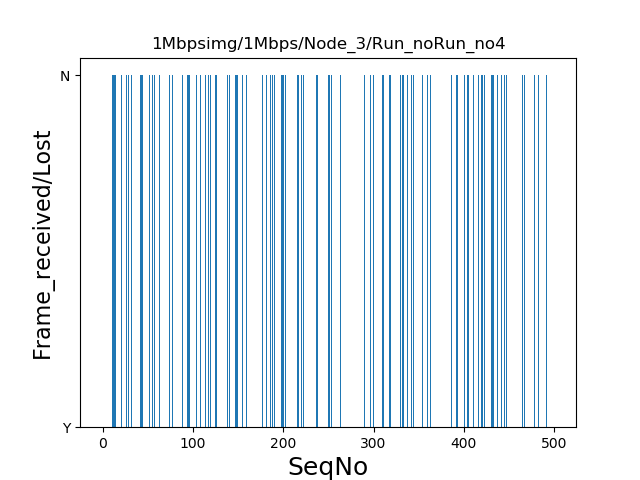 1Mbpsimg/1Mbps/Node_3/Run_noRun_no4
N
Frame_received/Lost
Y
0 100 200 300 400 500
SeqNo